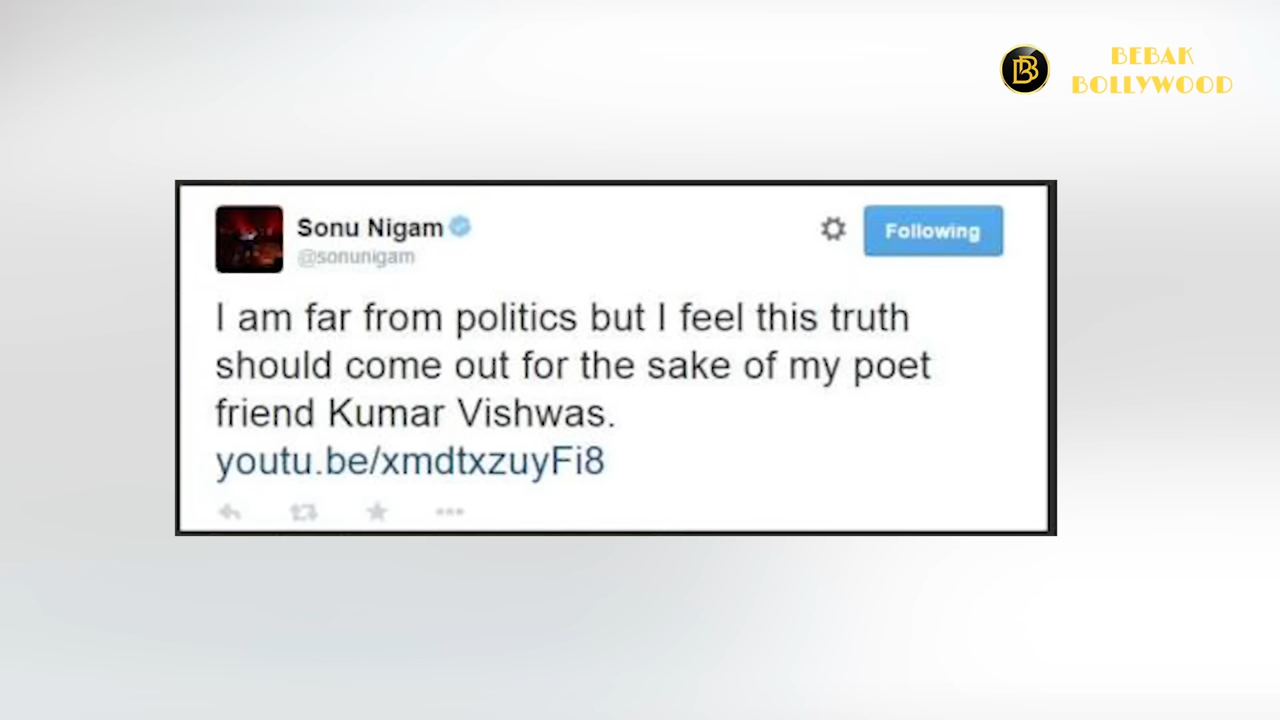 BEBAK
BOLLYWOOD
Sonu Nigam
@sonunigam
Following
I am far from politics but I feel this truth
should come out for the sake of my poet
friend Kumar Vishwas.
youtu.be/xmdtxzuyFi8